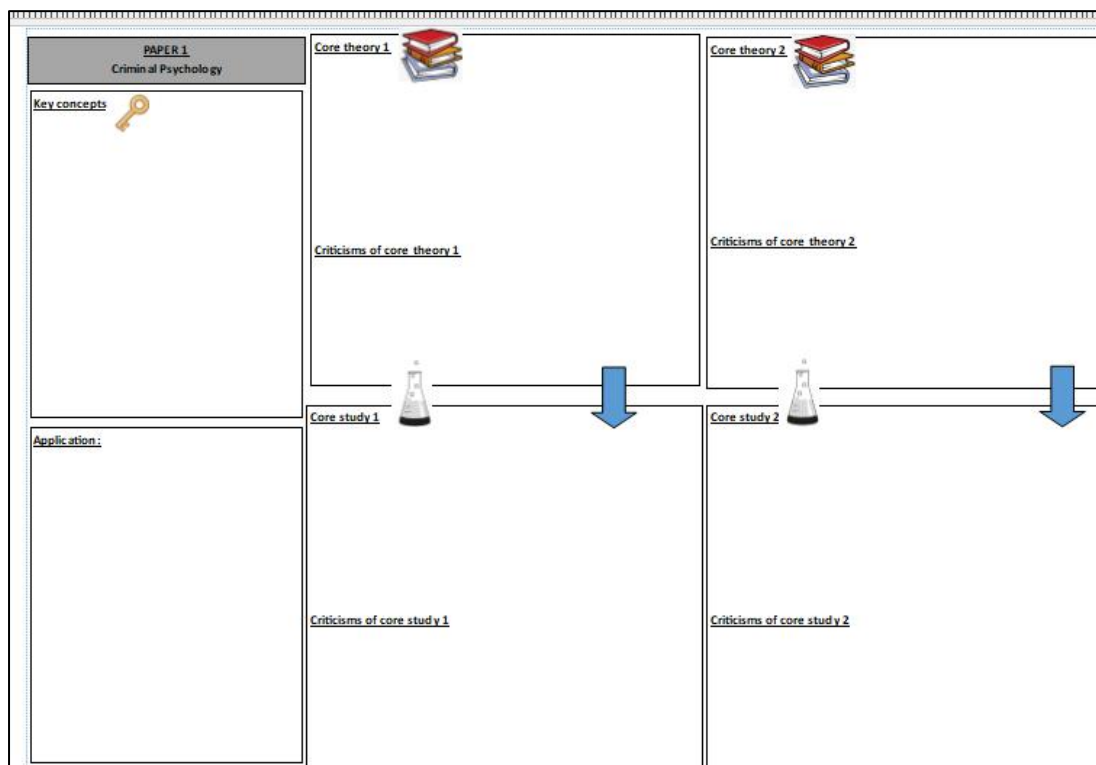 PAPER 1
Criminal Psychology
Key concepts
Application:
Core theory 1
Criticisms of core theory 1
Core theory 2
Criticisms of core theory 2
Core study 1
Criticisms of core study 1
Core study 2
Criticisms of core study 2